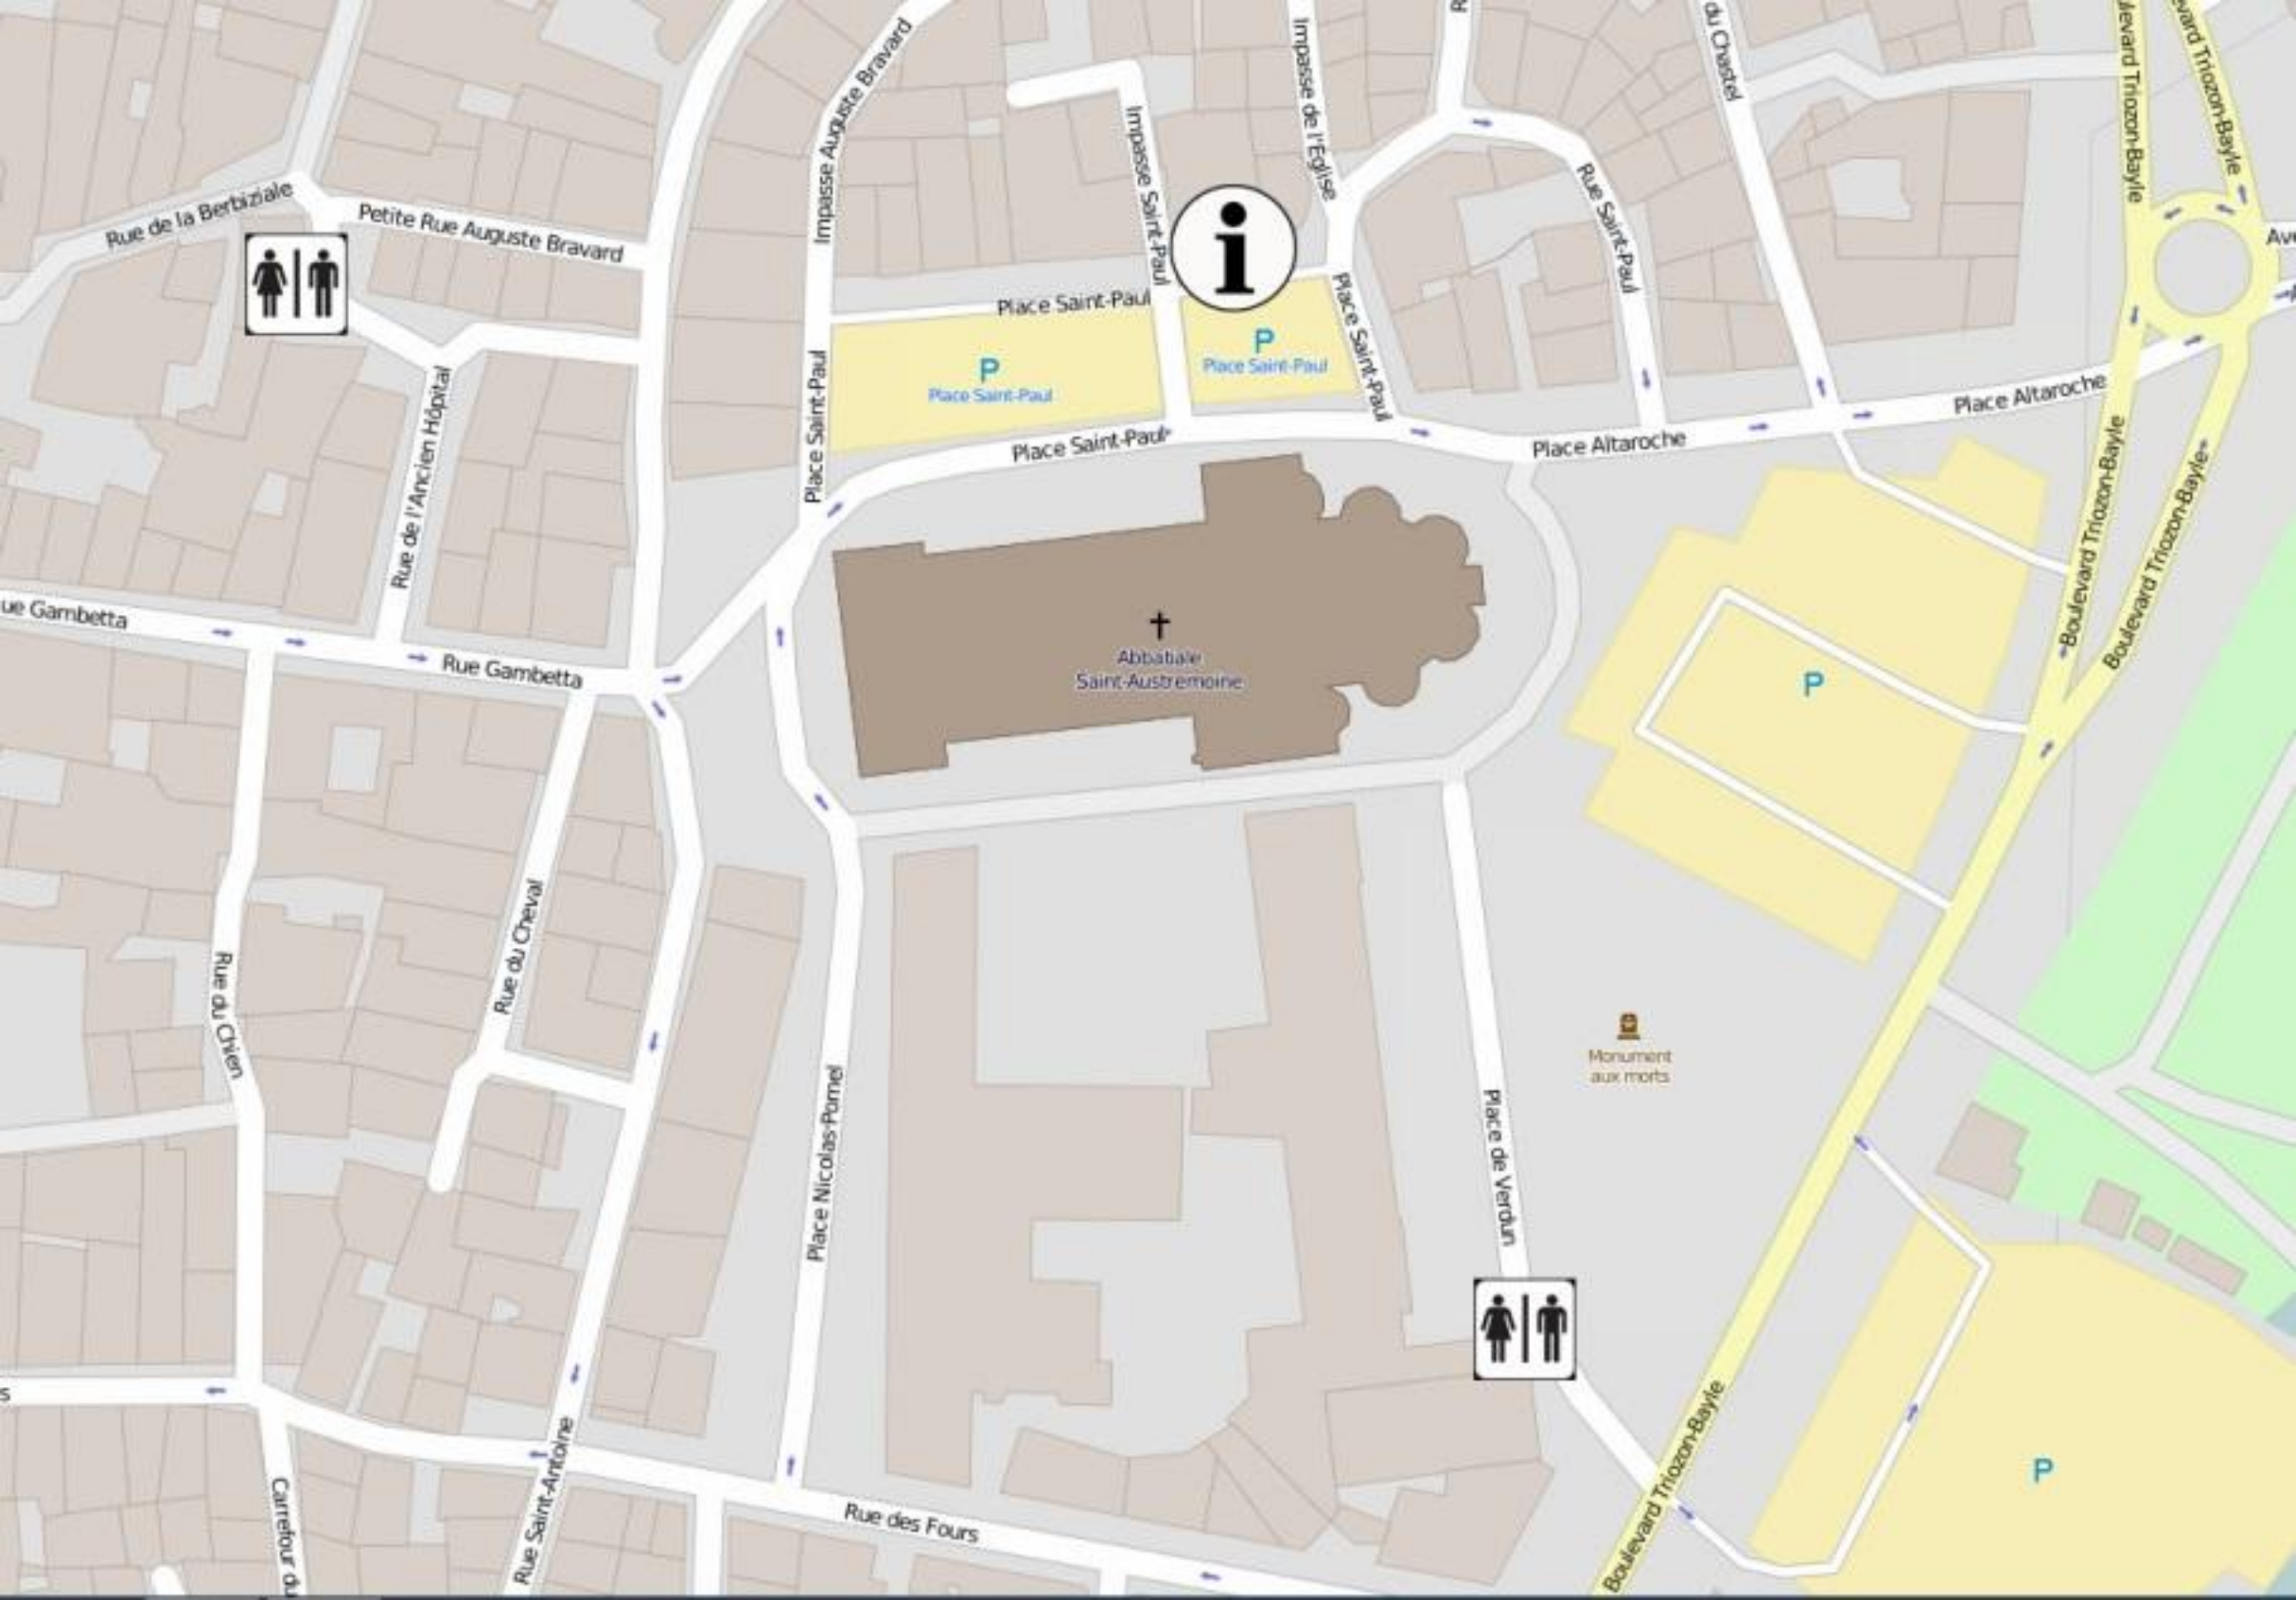 Impasse Auguste Bravard
Impasse de l'Eglise
R
du Chastel
Boulevard Triozon-Bayle
Impasse Saint-Paul
Rue Saint-Paul
Rue de la Berbiziale
Petite Rue Auguste Bravard
Ave
i
Place Saint-Paul
Place Saint-Paul
Place Saint-Paul
P
Place Saint-Paul
P
Place Saint-Paul
Place Saint-Paul
Place Altaroche
Place Altaroche
Rue de l'Ancien Hôpital
Boulevard Triozon-Bayle
Boulevard Triozon-Bayle
ue Gambetta
Rue Gambetta
Abbatiale
Saint-Austremoine
P
Rue du Cheval
Rue du Chien
Monument
aux morts
Place Nicolas-Pomel
Place de Verdun
s
Boulevard Triozon-Bayle
P
Carrefour du
Rue Saint-Antoine
Rue des Fours